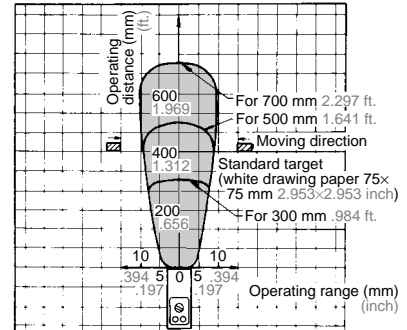 Operating
distance (mm)
(ft.)
600
1.969
For 700 mm 2.297 ft.
For 500 mm 1.641 ft.
Moving direction
400
1.312
Standard target
(white drawing paper 75×
75 mm 2.953×2.953 inch)
200
.656
For 300 mm .984 ft.
10 5 0 5 10
.394 .197 .197 .394
Operating range (mm)
(inch)